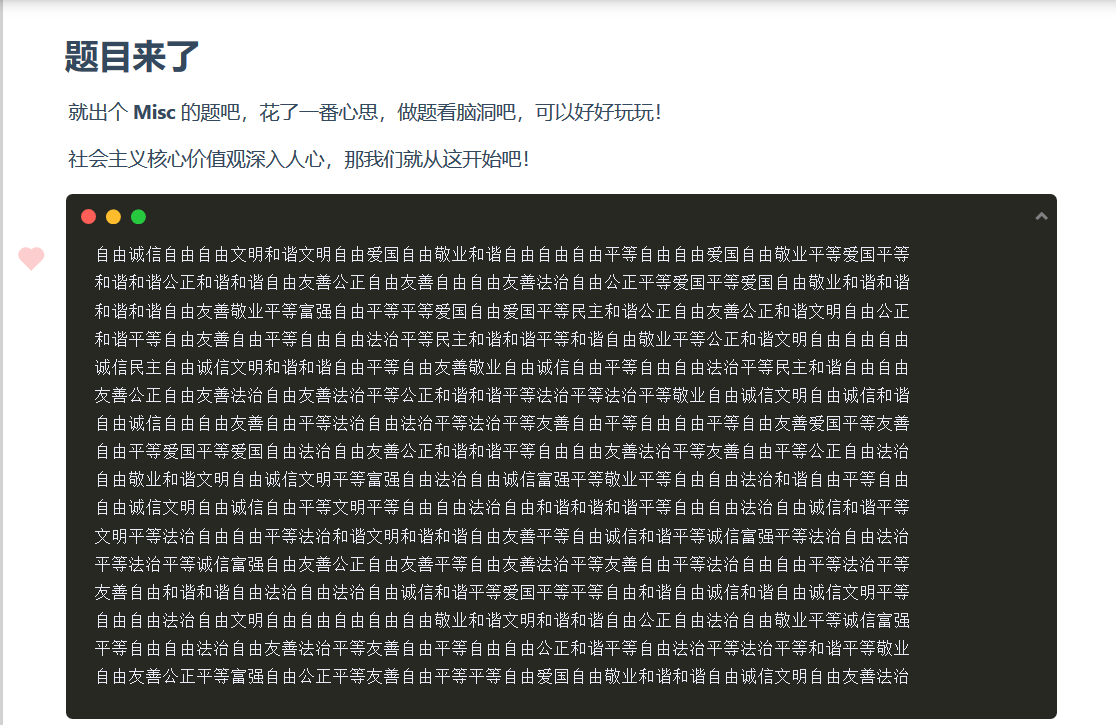 题目来了
就出个 Misc 的题吧，花了一番心思，做题看脑洞吧，可以好好玩玩！
社会主义核心价值观深入人心，那我们就从这开始吧！
自由诚信自由自由文明和谐文明自由爱国自由敬业和谐自由自由自由平等自由自由爱国自由敬业平等爱国平等
和谐和谐公正和谐和谐自由友善公正自由友善自由自由友善法治自由公正平等爱国平等爱国自由敬业和谐和谐
和谐和谐自由友善敬业平等富强自由平等平等爱国自由爱国平等民主和谐公正自由友善公正和谐文明自由公正
和谐平等自由友善自由平等自由自由法治平等民主和谐和谐平等和谐自由敬业平等公正和谐文明自由自由自由
诚信民主自由诚信文明和谐和谐自由平等自由友善敬业自由诚信自由平等自由自由法治平等民主和谐自由自由
友善公正自由友善法治自由友善法治平等公正和谐和谐平等法治平等法治平等敬业自由诚信文明自由诚信和谐
自由诚信自由自由友善自由平等法治自由法治平等法治平等友善自由平等自由自由平等自由友善爱国平等友善
自由平等爱国平等爱国自由法治自由友善公正和谐和谐平等自由自由友善法治平等友善自由平等公正自由法治
自由敬业和谐文明自由诚信文明平等富强自由法治自由诚信富强平等敬业平等自由自由法治和谐自由平等自由
自由诚信文明自由诚信自由平等文明平等自由自由法治自由和谐和谐和谐平等自由自由法治自由诚信和谐平等
文明平等法治自由自由平等法治和谐文明和谐和谐自由友善平等自由诚信和谐平等诚信富强平等法治自由法治
平等法治平等诚信富强自由友善公正自由友善平等自由友善法治平等友善自由平等法治自由自由平等法治平等
友善自由和谐和谐自由法治自由法治自由诚信和谐平等爱国平等平等自由和谐自由诚信和谐自由诚信文明平等
自由自由法治自由文明自由自由自由自由自由敬业和谐文明和谐和谐自由公正自由法治自由敬业平等诚信富强
平等自由自由法治自由友善法治平等友善自由平等自由自由公正和谐平等自由法治平等法治平等和谐平等敬业
自由友善公正平等富强自由公正平等友善自由平等平等自由爱国自由敬业和谐和谐自由诚信文明自由友善法治